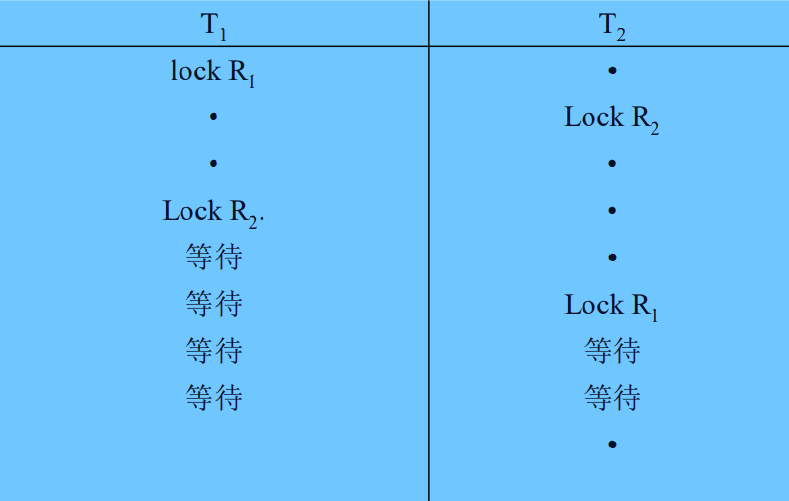 T1 T2
lock R1 •
• Lock R2
• •
Lock R2. •
等待 •
等待 Lock R1
等待 等待
等待 等待
•